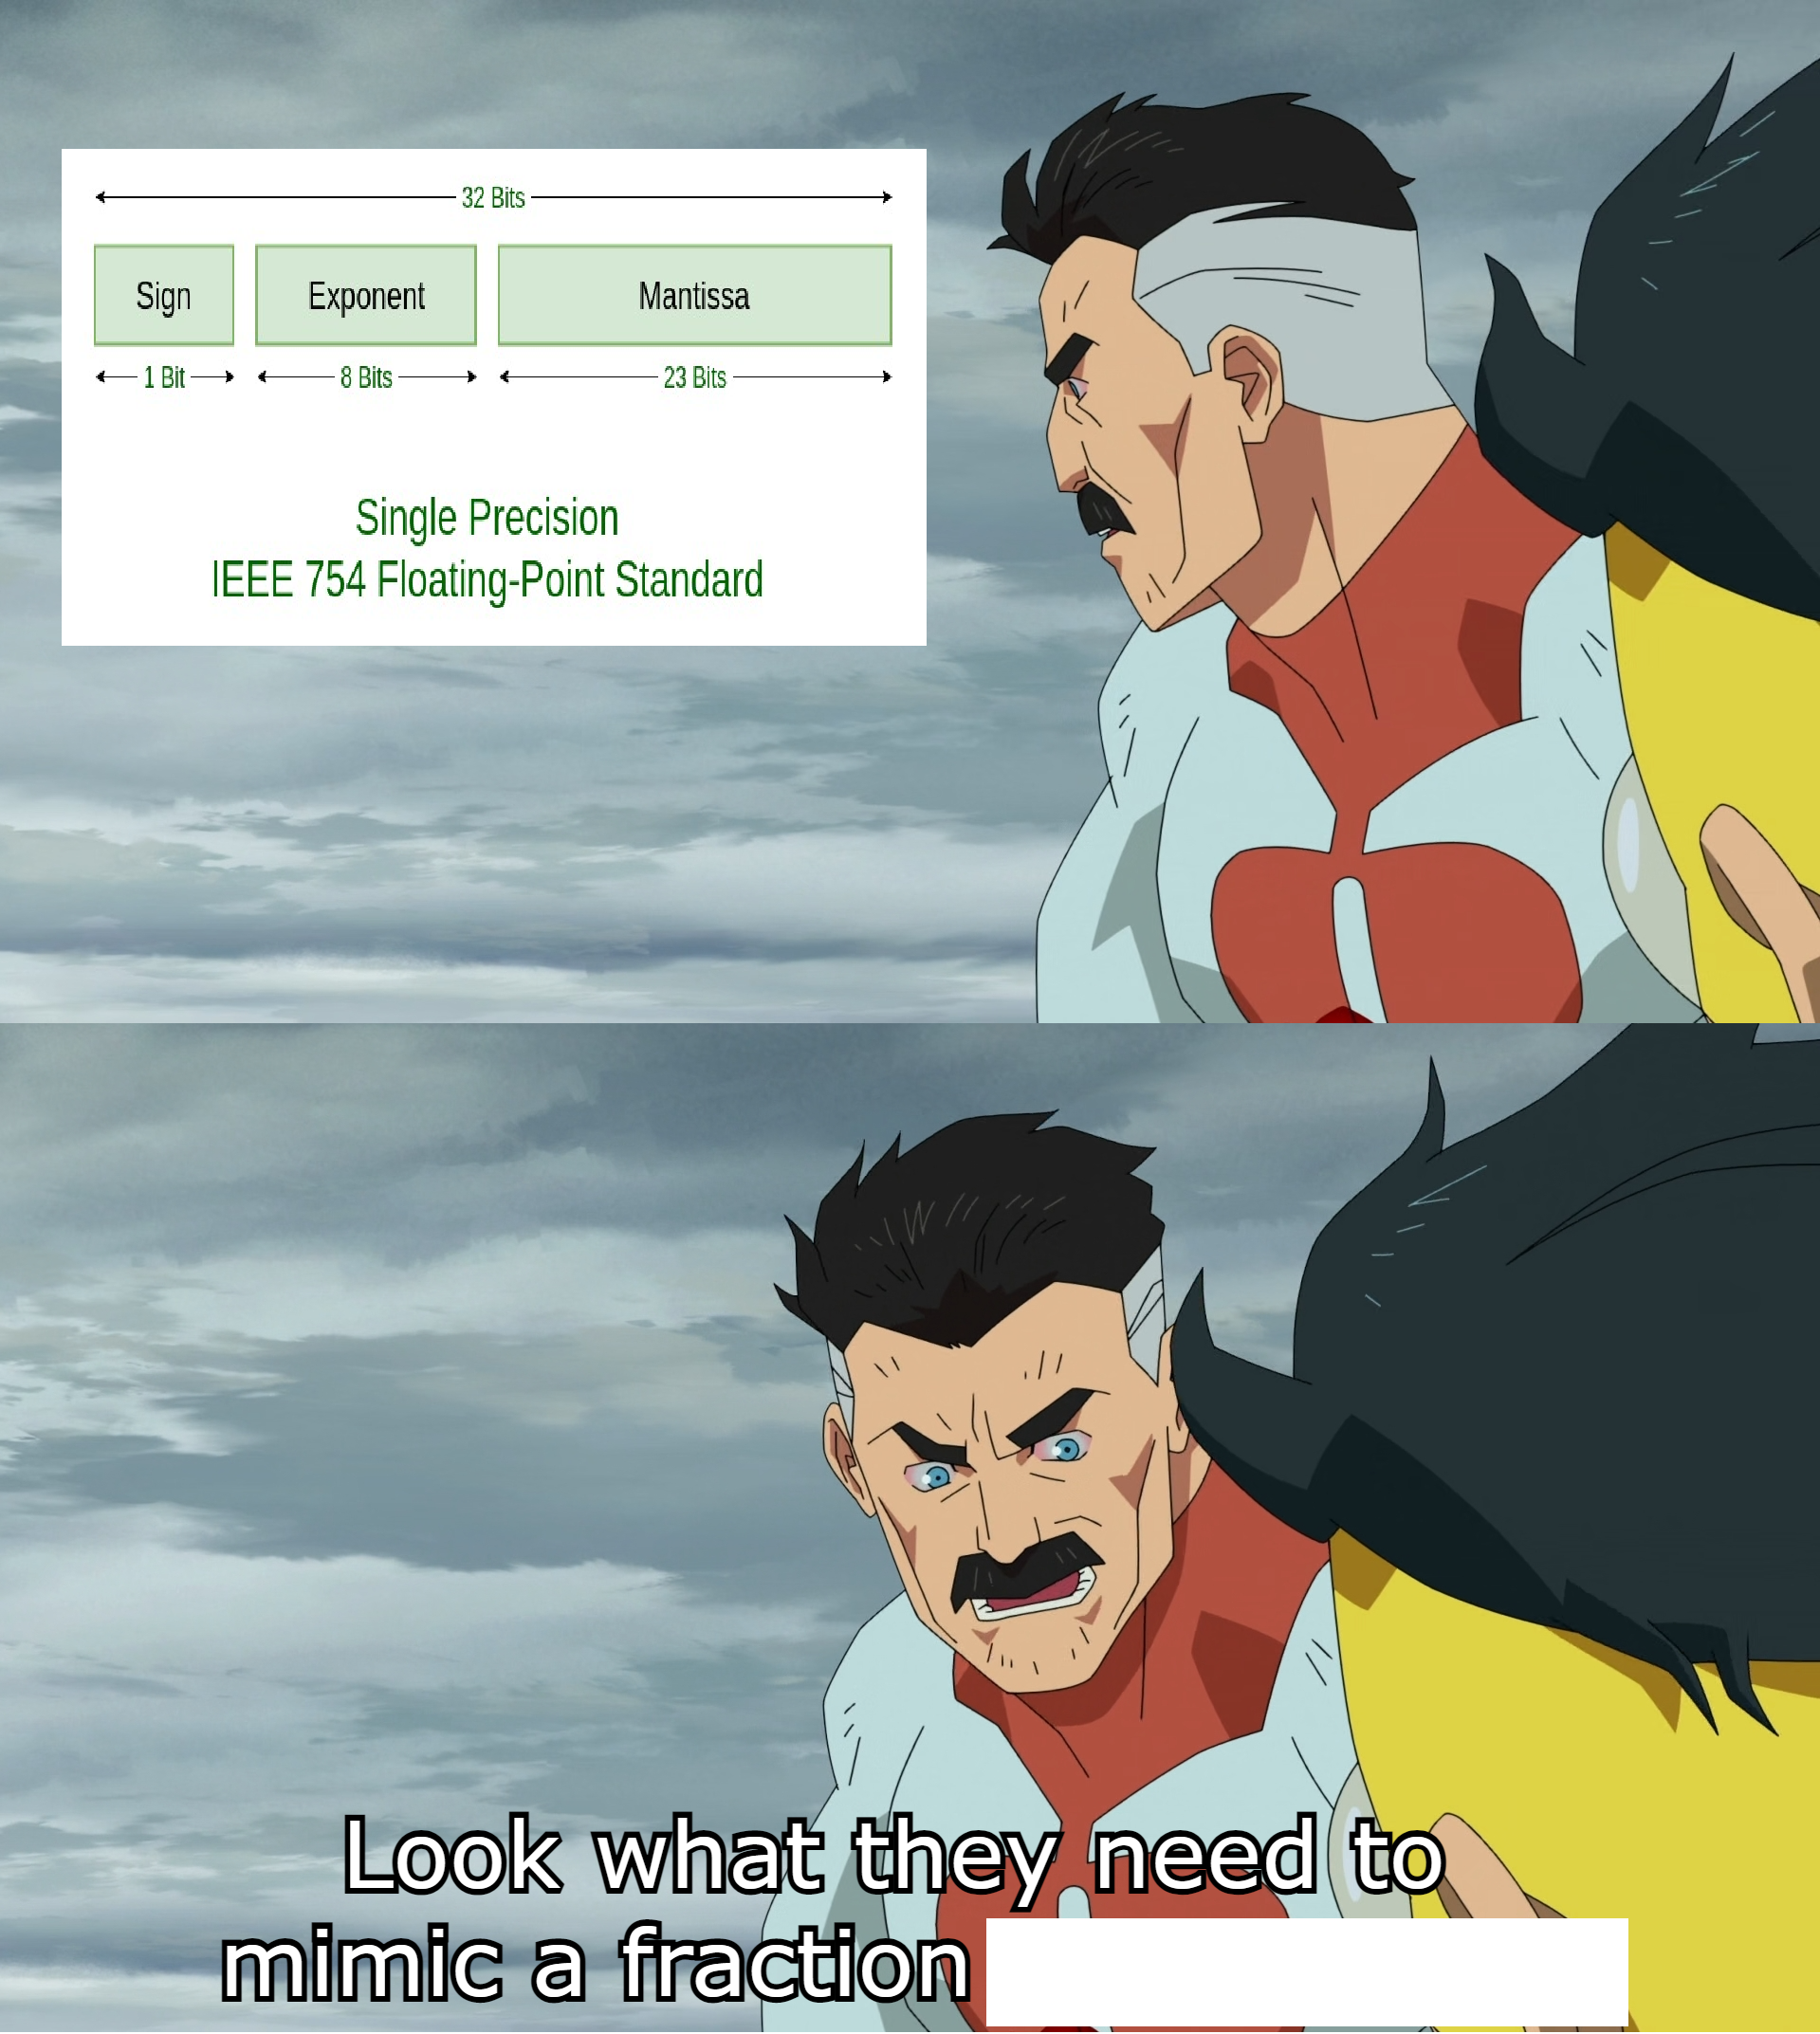 32 Bits
Sign Exponent Mantissa
1 Bit 8 Bits 23 Bits
Single Precision
IEEE 754 Floating-Point Standard
Look what they need to
mimic a fraction